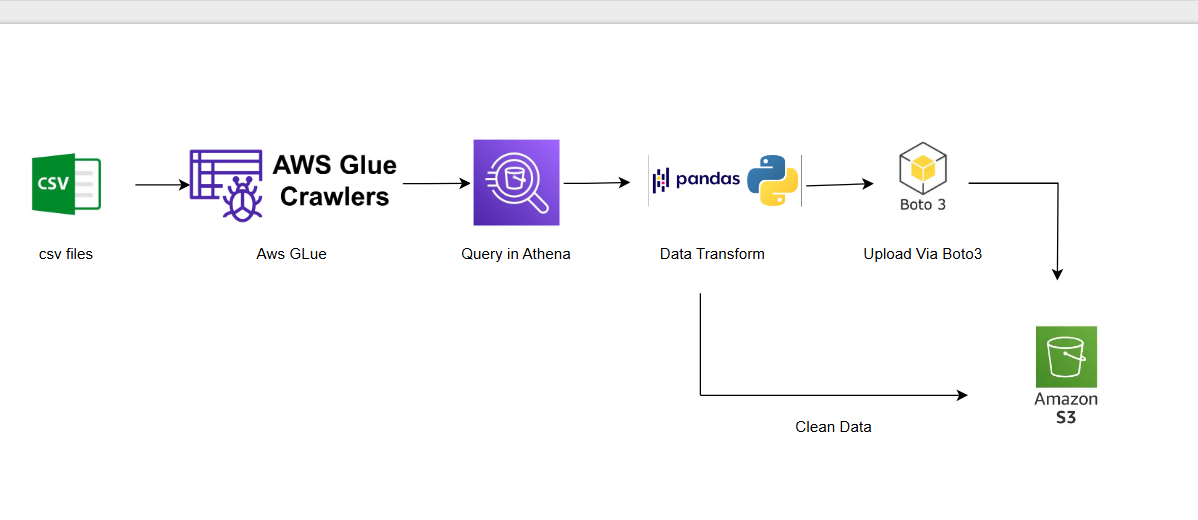 CSV
AWS Glue
Crawlers
pandas
Boto 3
csv files
Aws GLue
Query in Athena
Data Transform
Upload Via Boto3
Amazon
S3
Clean Data